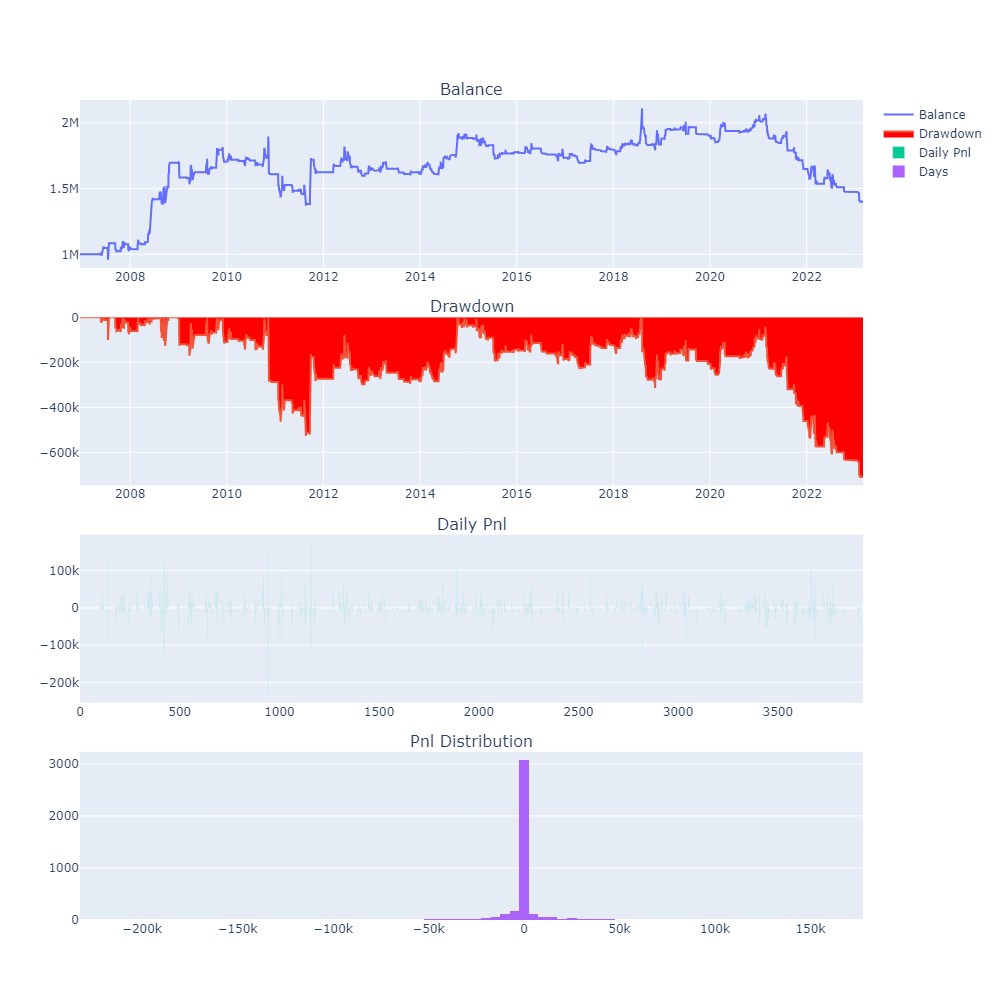 Balance
2M
1.5M
1M
2008 2010 2012 2014 2016 2018 2020 2022
Balance
Drawdown
Daily Pnl
Days
Drawdown
0
−200k
−400k
−600k
2008 2010 2012 2014 2016 2018 2020 2022
Daily Pnl
100k
0
−100k
−200k
0 500 1000 1500 2000 2500 3000 3500
Pnl Distribution
3000
2000
1000
0
−200k −150k −100k −50k 0 50k 100k 150k